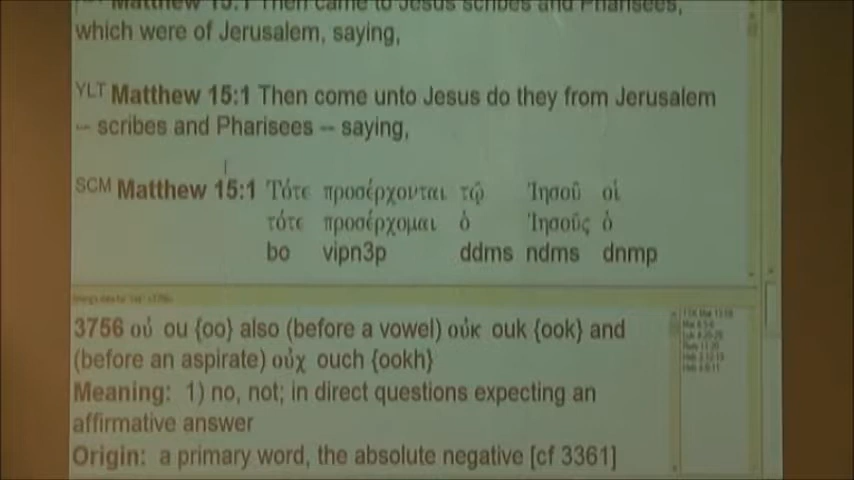 Matthew 15:1 Then came to Jesus scribes and Pharisees,
which were of Jerusalem, saying,
YLT Matthew 15:1 Then come unto Jesus do they from Jerusalem
-- scribes and Pharisees -- saying,
SCM Matthew 15:1 Τότε προσέρχονται τῷ Ἰησοῦ οἱ
τότε προσέρχομαι ὁ Ἰησοῦς ὁ
bc vipn3p ddms ndms dnmp
3756 οὐ ou {oo} also (before a vowel) οὐκ ouk {ook} and
(before an aspirate) οὐχ ouch {ookh}
Meaning: 1) no, not; in direct questions expecting an
affirmative answer
Origin: a primary word, the absolute negative [cf 3361]